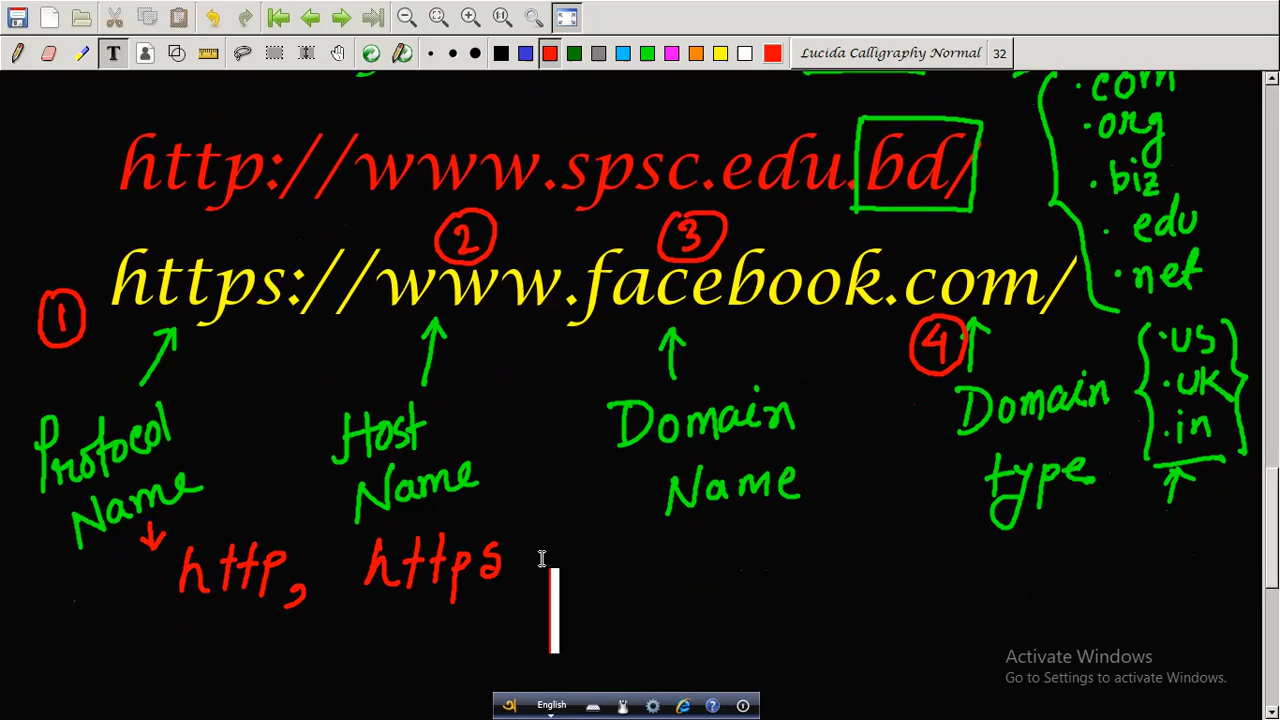 Lucida Calligraphy Normal 32
.com
.org
.biz
.edu
.net
http://www.spsc.edu.bd/
2 3
https://www.facebook.com/
1
4
.US
.UK
.in
Protocol
Name
Host
Name
Domain
Name
Domain
type
http, https
Activate Windows
Go to Settings to activate Windows.
English